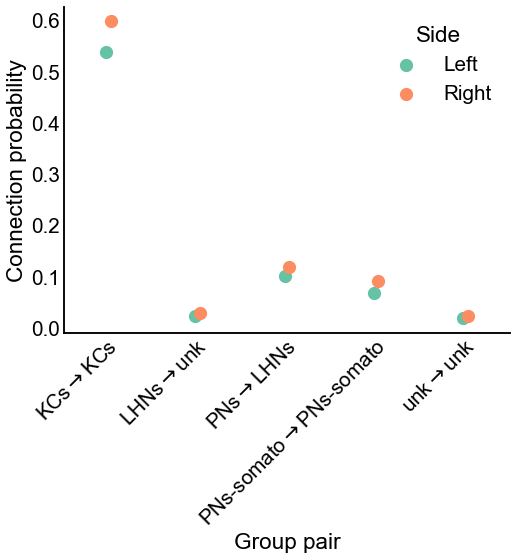 Connection probability
0.6
0.5
0.4
0.3
0.2
0.1
0.0
Side
Left
Right
KCs → KCs
LHNs → unk
PNs → LHNs
PNs-somato → PNs-somato
unk → unk
Group pair